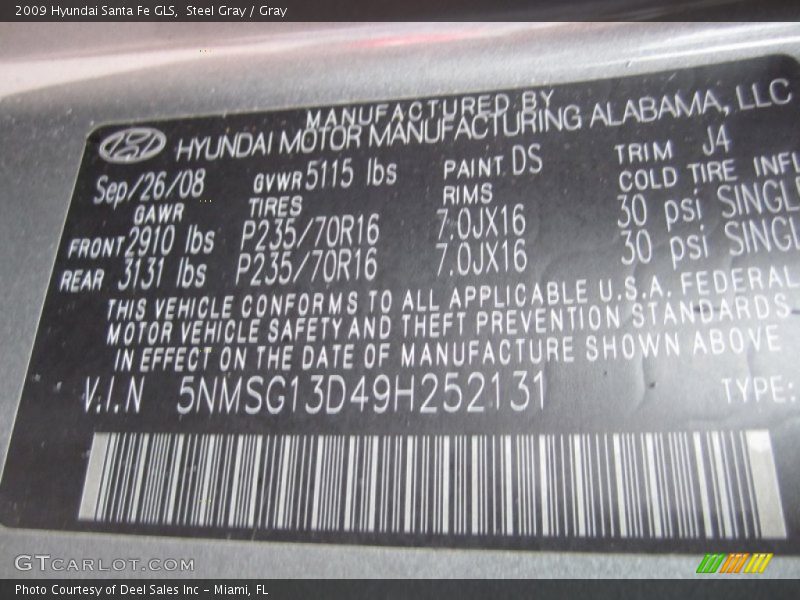 2009 Hyundai Santa Fe GLS,  Steel Gray / Gray
MANUFACTURED BY
HYUNDAI MOTOR MANUFACTURING ALABAMA, LLC
Sep/26/08 GVWR 5115 lbs PAINT DS TRIM J4
GAWR TIRES RIMS COLD TIRE INFL
FRONT 2910 lbs P235/70R16 7.0JX16 30 psi SINGL
REAR 3131 lbs P235/70R16 7.0JX16 30 psi SINGL
THIS VEHICLE CONFORMS TO ALL APPLICABLE U.S.A. FEDERAL
MOTOR VEHICLE SAFETY AND THEFT PREVENTION STANDARDS
IN EFFECT ON THE DATE OF MANUFACTURE SHOWN ABOVE
V.I.N 5NMSG13D49H252131 TYPE:
GTCARLOT.COM
Photo Courtesy of Deel Sales Inc - Miami, FL